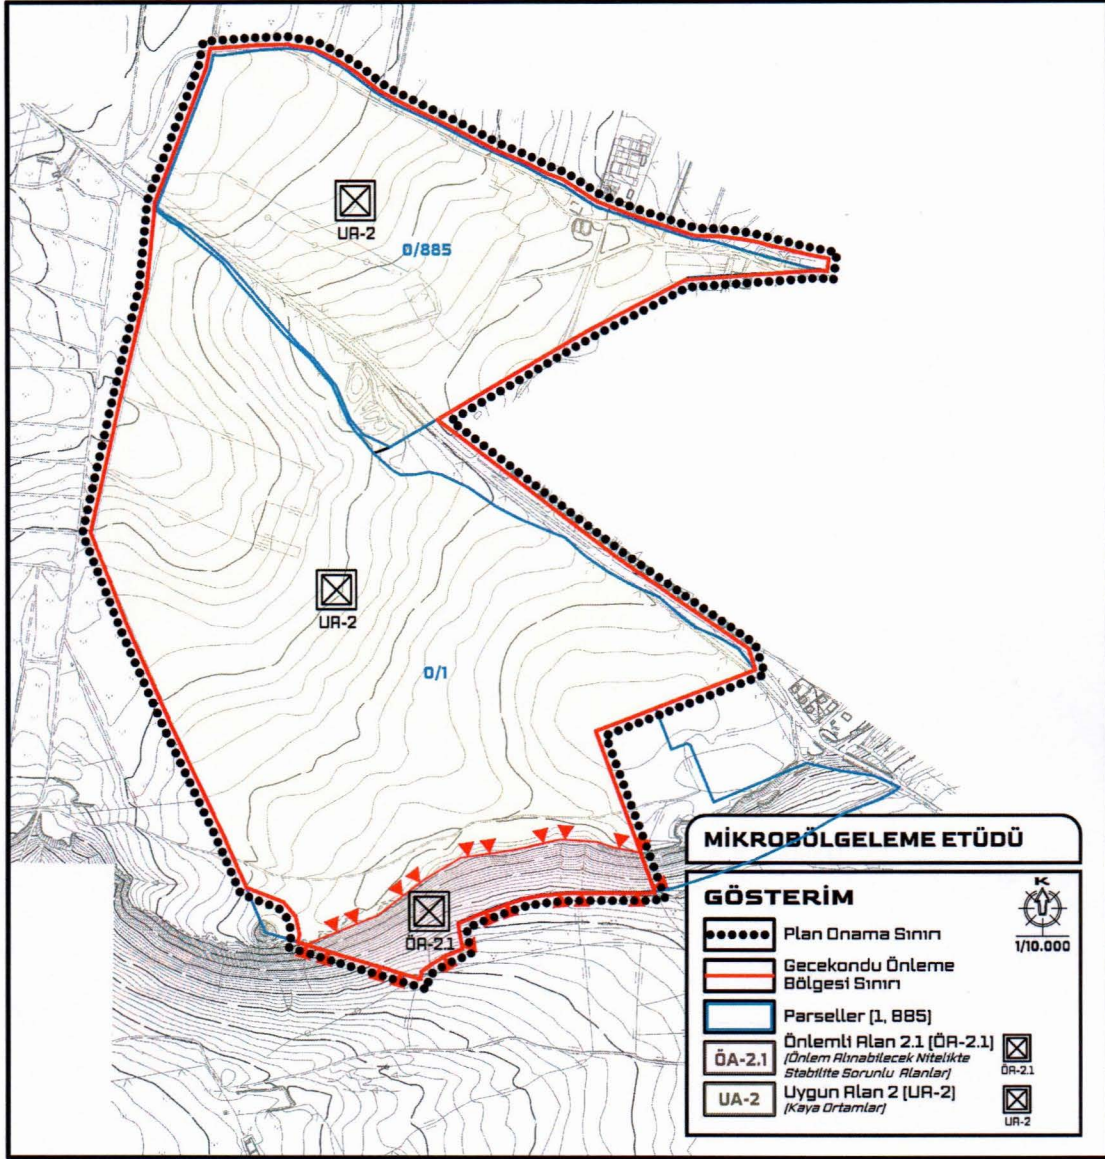 UA-2
0/885
UA-2
0/1
ÖA-2.1
MİKROBÖLGELEME ETÜDÜ
GÖSTERİM
K
1/10.000
Plan Onama Sınırı
Gecekondu Önleme
Bölgesi Sınırı
Parseller (1, 885)
ÖA-2.1
Önlemli Alan 2.1 (ÖA-2.1)
(Önlem Alınabilecek Nitelikte
Stabilite Sorunlu Alanlar)
ÖA-2.1
UA-2
Uygun Alan 2 (UA-2)
(Kaya Ortamlar)
UA-2